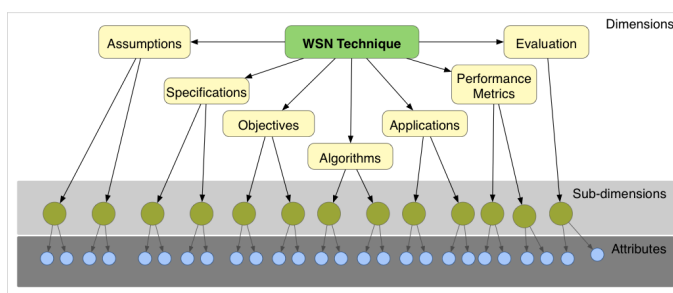 Dimensions
Assumptions
WSN Technique
Evaluation
Specifications
Performance
Metrics
Objectives
Applications
Algorithms
Sub-dimensions
Attributes